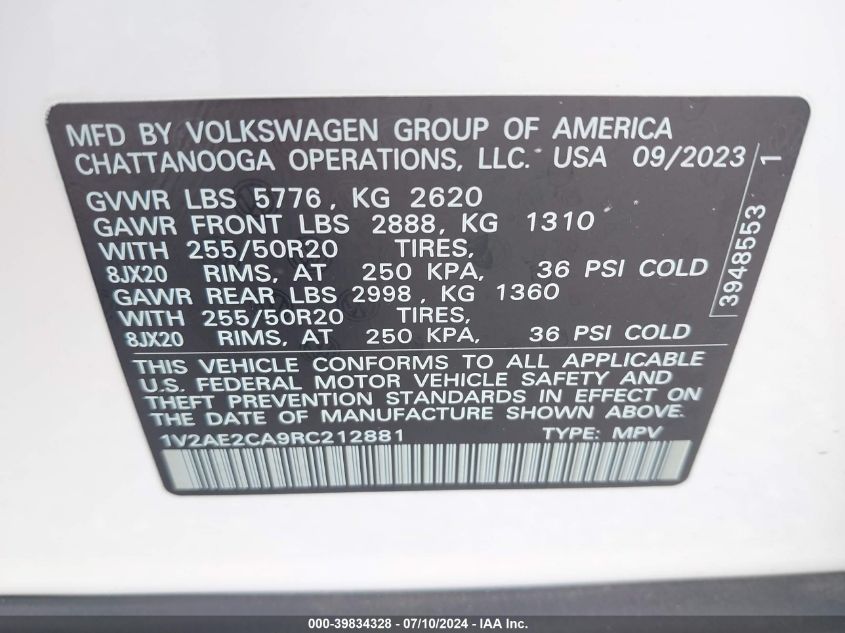 MFD BY VOLKSWAGEN GROUP OF AMERICA
CHATTANOOGA OPERATIONS, LLC. USA 09/2023
GVWR LBS 5776, KG 2620
GAWR FRONT LBS 2888, KG 1310
WITH 255/50R20 TIRES,
8JX20 RIMS, AT 250 KPA, 36 PSI COLD
GAWR REAR LBS 2998, KG 1360
WITH 255/50R20 TIRES,
8JX20 RIMS, AT 250 KPA, 36 PSI COLD
THIS VEHICLE CONFORMS TO ALL APPLICABLE
U.S. FEDERAL MOTOR VEHICLE SAFETY AND
THEFT PREVENTION STANDARDS IN EFFECT ON
THE DATE OF MANUFACTURE SHOWN ABOVE.
1V2AE2CA9RC212881 TYPE: MPV
3948553 1
000-39834328 - 07/10/2024 - IAA Inc.